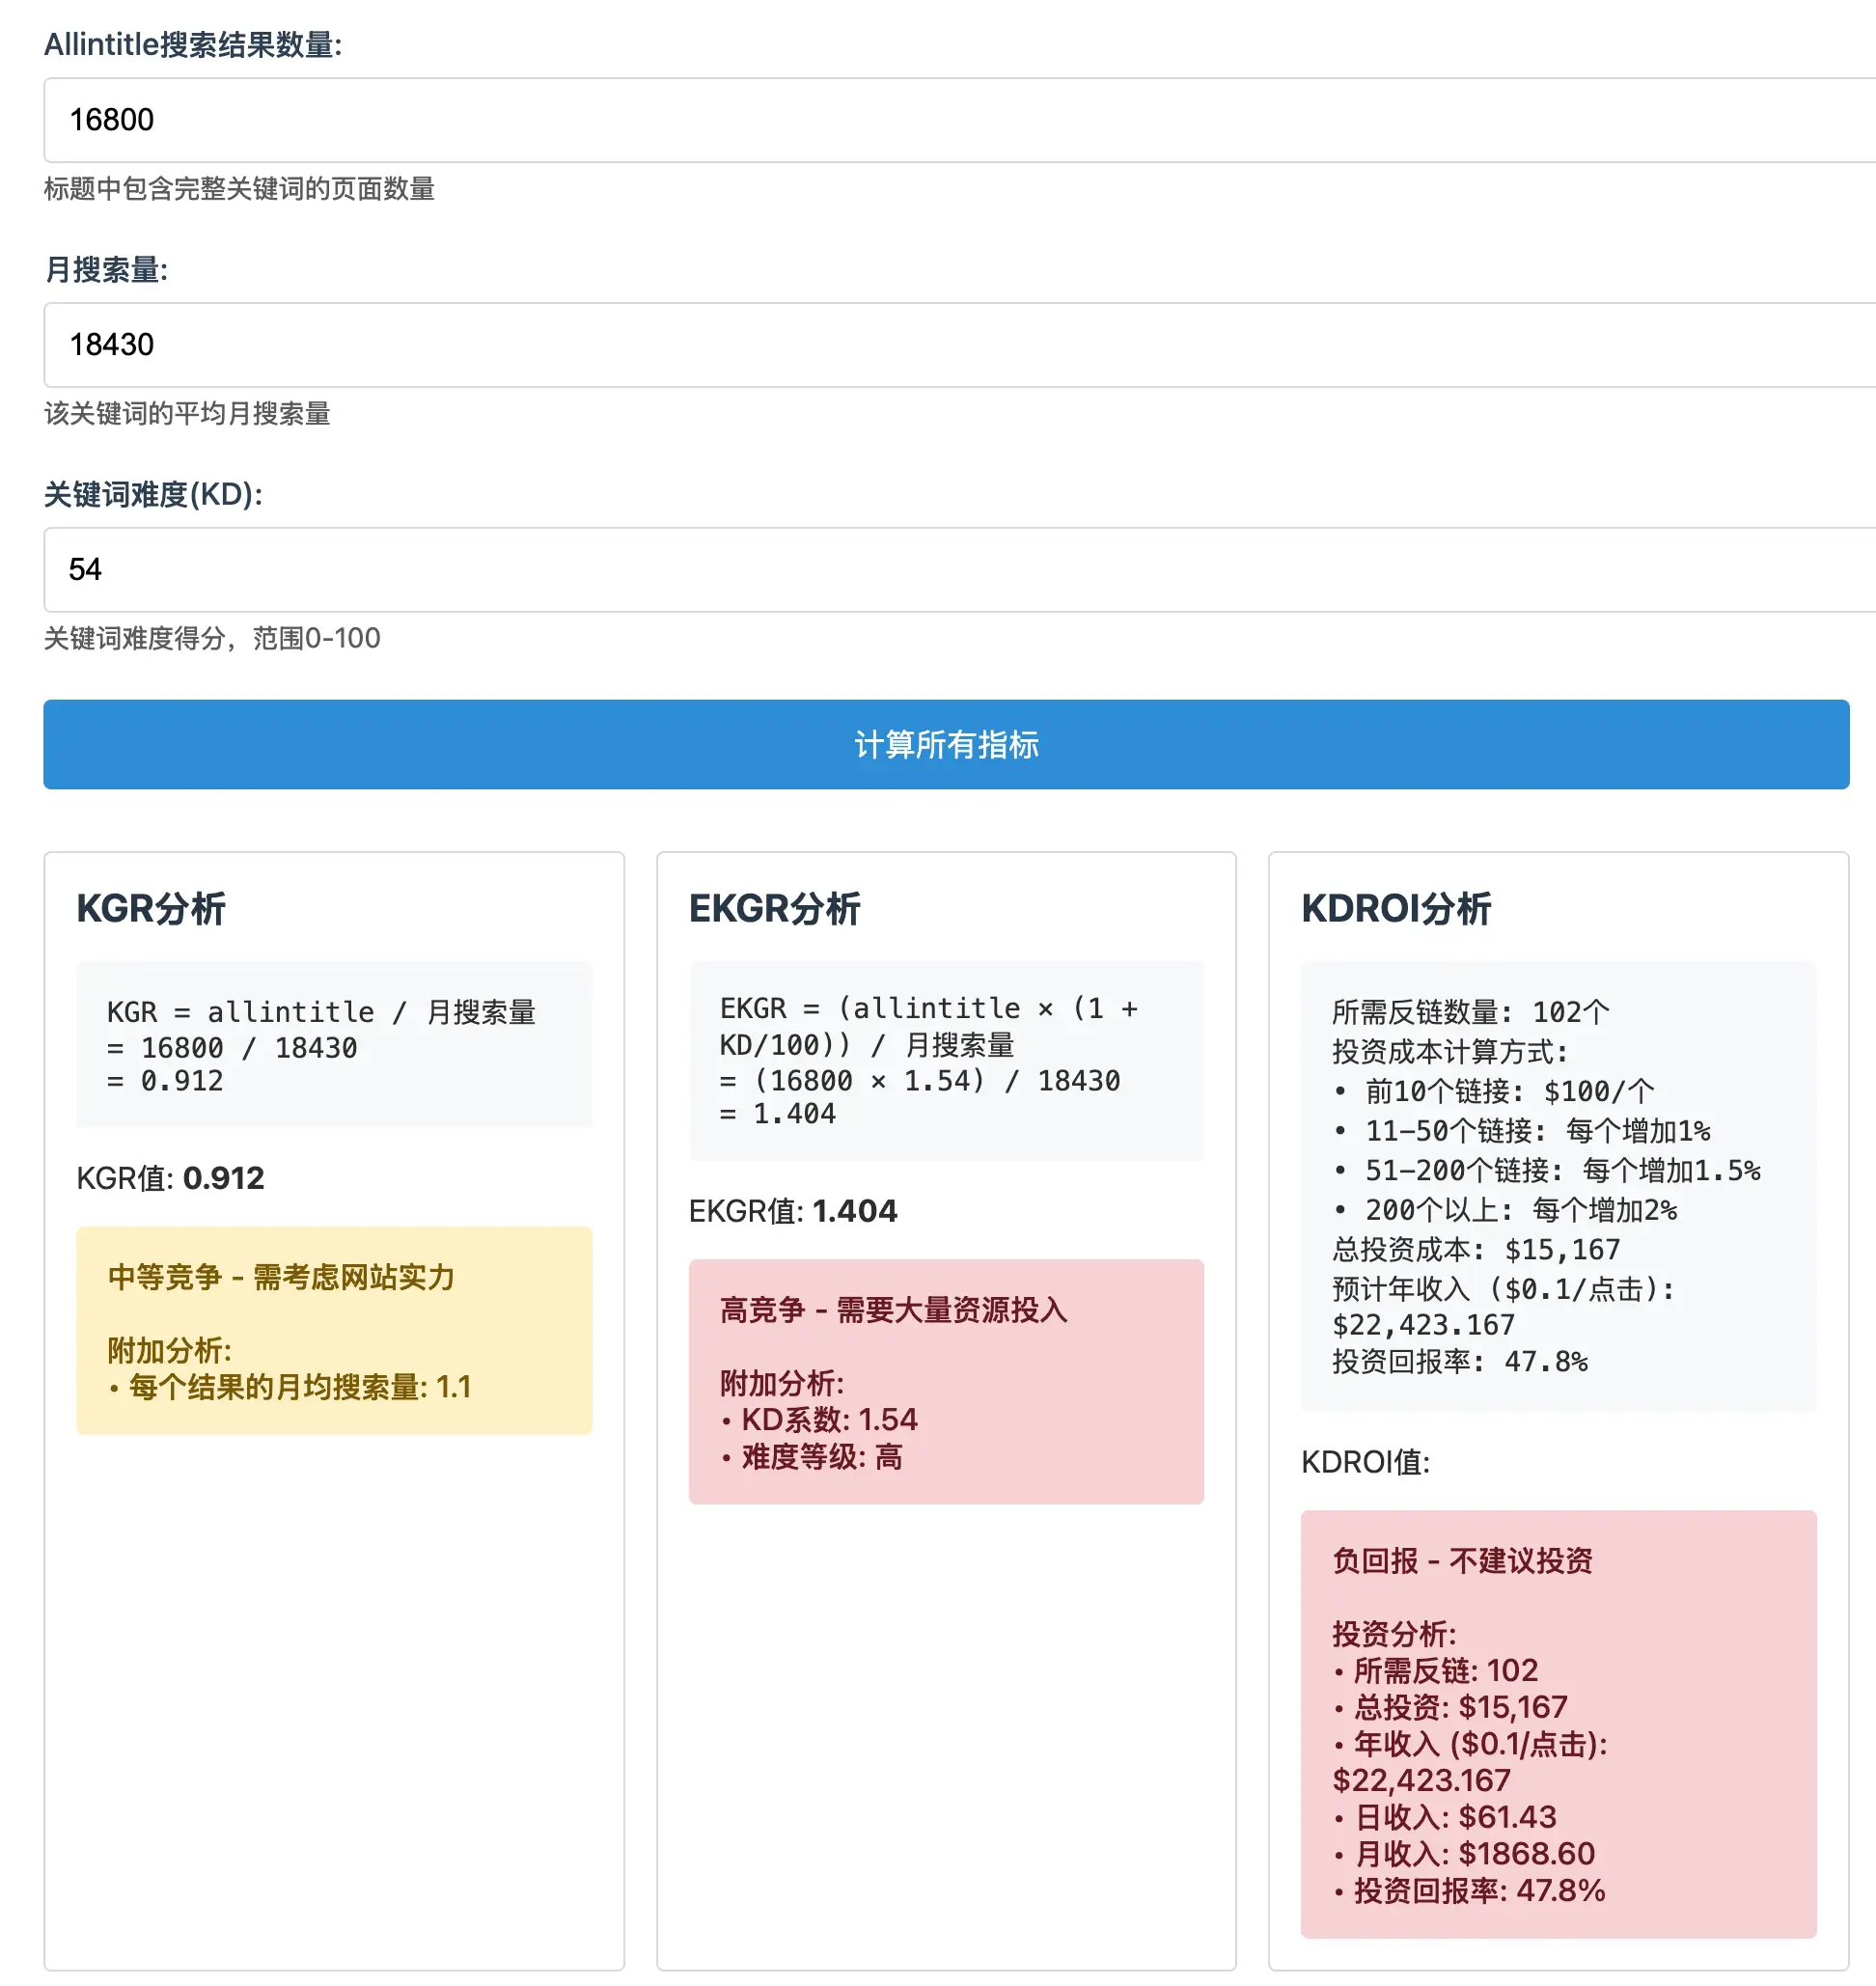 Allintitle搜索结果数量:
16800
标题中包含完整关键词的页面数量
月搜索量:
18430
该关键词的平均月搜索量
关键词难度(KD):
54
关键词难度得分，范围0-100
计算所有指标
KGR分析
KGR = allintitle / 月搜索量
= 16800 / 18430
= 0.912
KGR值: 0.912
中等竞争 - 需考虑网站实力
附加分析:
• 每个结果的月均搜索量: 1.1
EKGR分析
EKGR = (allintitle × (1 +
KD/100)) / 月搜索量
= (16800 × 1.54) / 18430
= 1.404
EKGR值: 1.404
高竞争 - 需要大量资源投入
附加分析:
• KD系数: 1.54
• 难度等级: 高
KDROI分析
所需反链数量: 102个
投资成本计算方式:
• 前10个链接: $100/个
• 11-50个链接: 每个增加1%
• 51-200个链接: 每个增加1.5%
• 200个以上: 每个增加2%
总投资成本: $15,167
预计年收入 ($0.1/点击):
$22,423.167
投资回报率: 47.8%
KDROI值:
负回报 - 不建议投资
投资分析:
• 所需反链: 102
• 总投资: $15,167
• 年收入 ($0.1/点击):
$22,423.167
• 日收入: $61.43
• 月收入: $1868.60
• 投资回报率: 47.8%